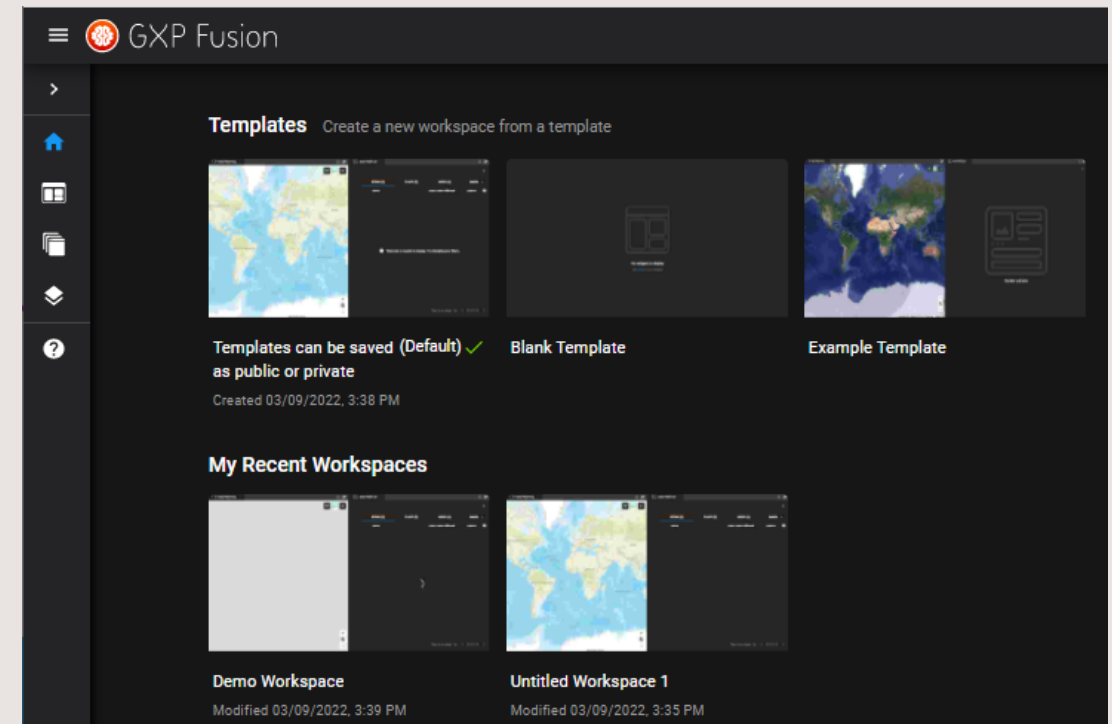 GXP Fusion
Templates Create a new workspace from a template
Templates can be saved (Default)
as public or private
Created 03/09/2022, 3:38 PM
Blank Template
Example Template
My Recent Workspaces
Demo Workspace
Modified 03/09/2022, 3:39 PM
Untitled Workspace 1
Modified 03/09/2022, 3:35 PM